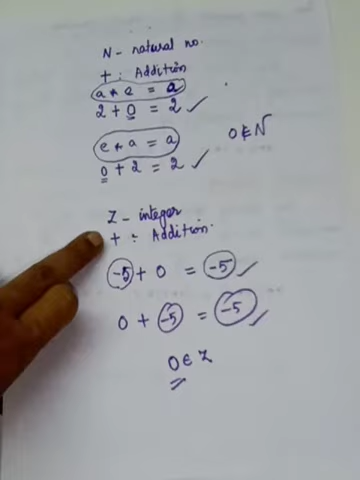 N - natural no.
+ : Addition
a * e = a
2 + 0 = 2 ✓
e * a = a
0 ∉ N
0 + 2 = 2 ✓
Z - integer
+ : Addition.
-5 + 0 = -5 ✓
0 + -5 = -5 ✓
0 ∈ Z